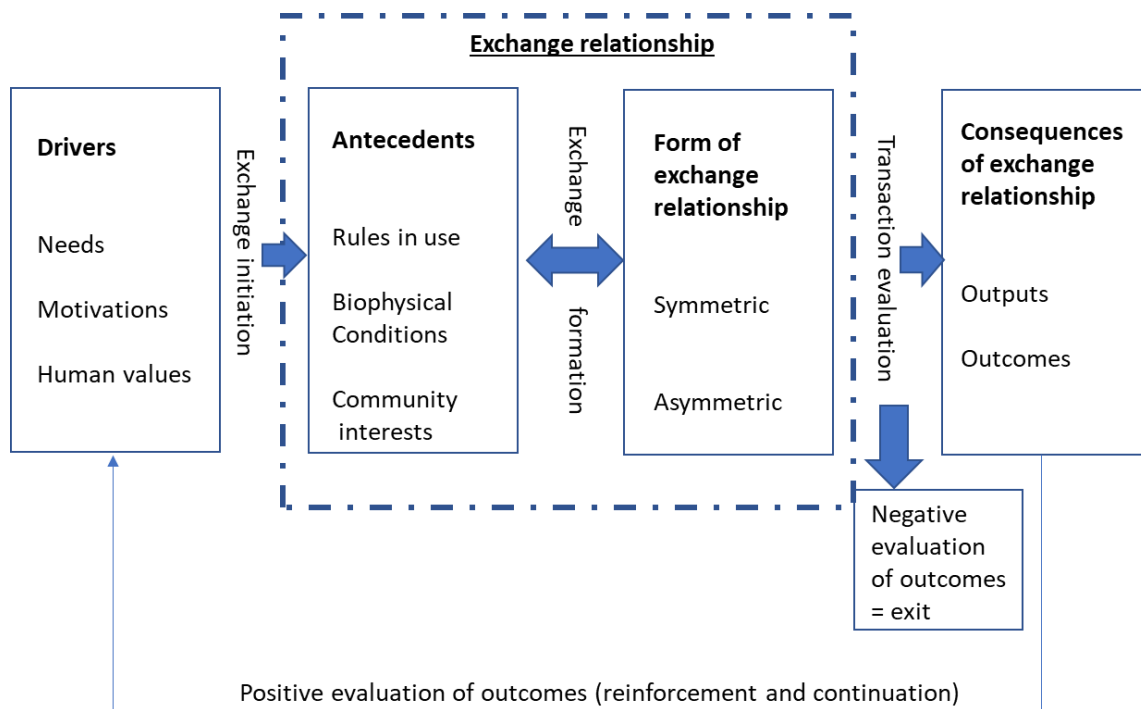 Exchange relationship
Drivers
Needs
Motivations
Human values
Exchange initiation
Antecedents
Rules in use
Biophysical
Conditions
Community
interests
Exchange
formation
Form of
exchange
relationship
Symmetric
Asymmetric
Transaction evaluation
Consequences
of exchange
relationship
Outputs
Outcomes
Negative
evaluation
of outcomes
= exit
Positive evaluation of outcomes (reinforcement and continuation)